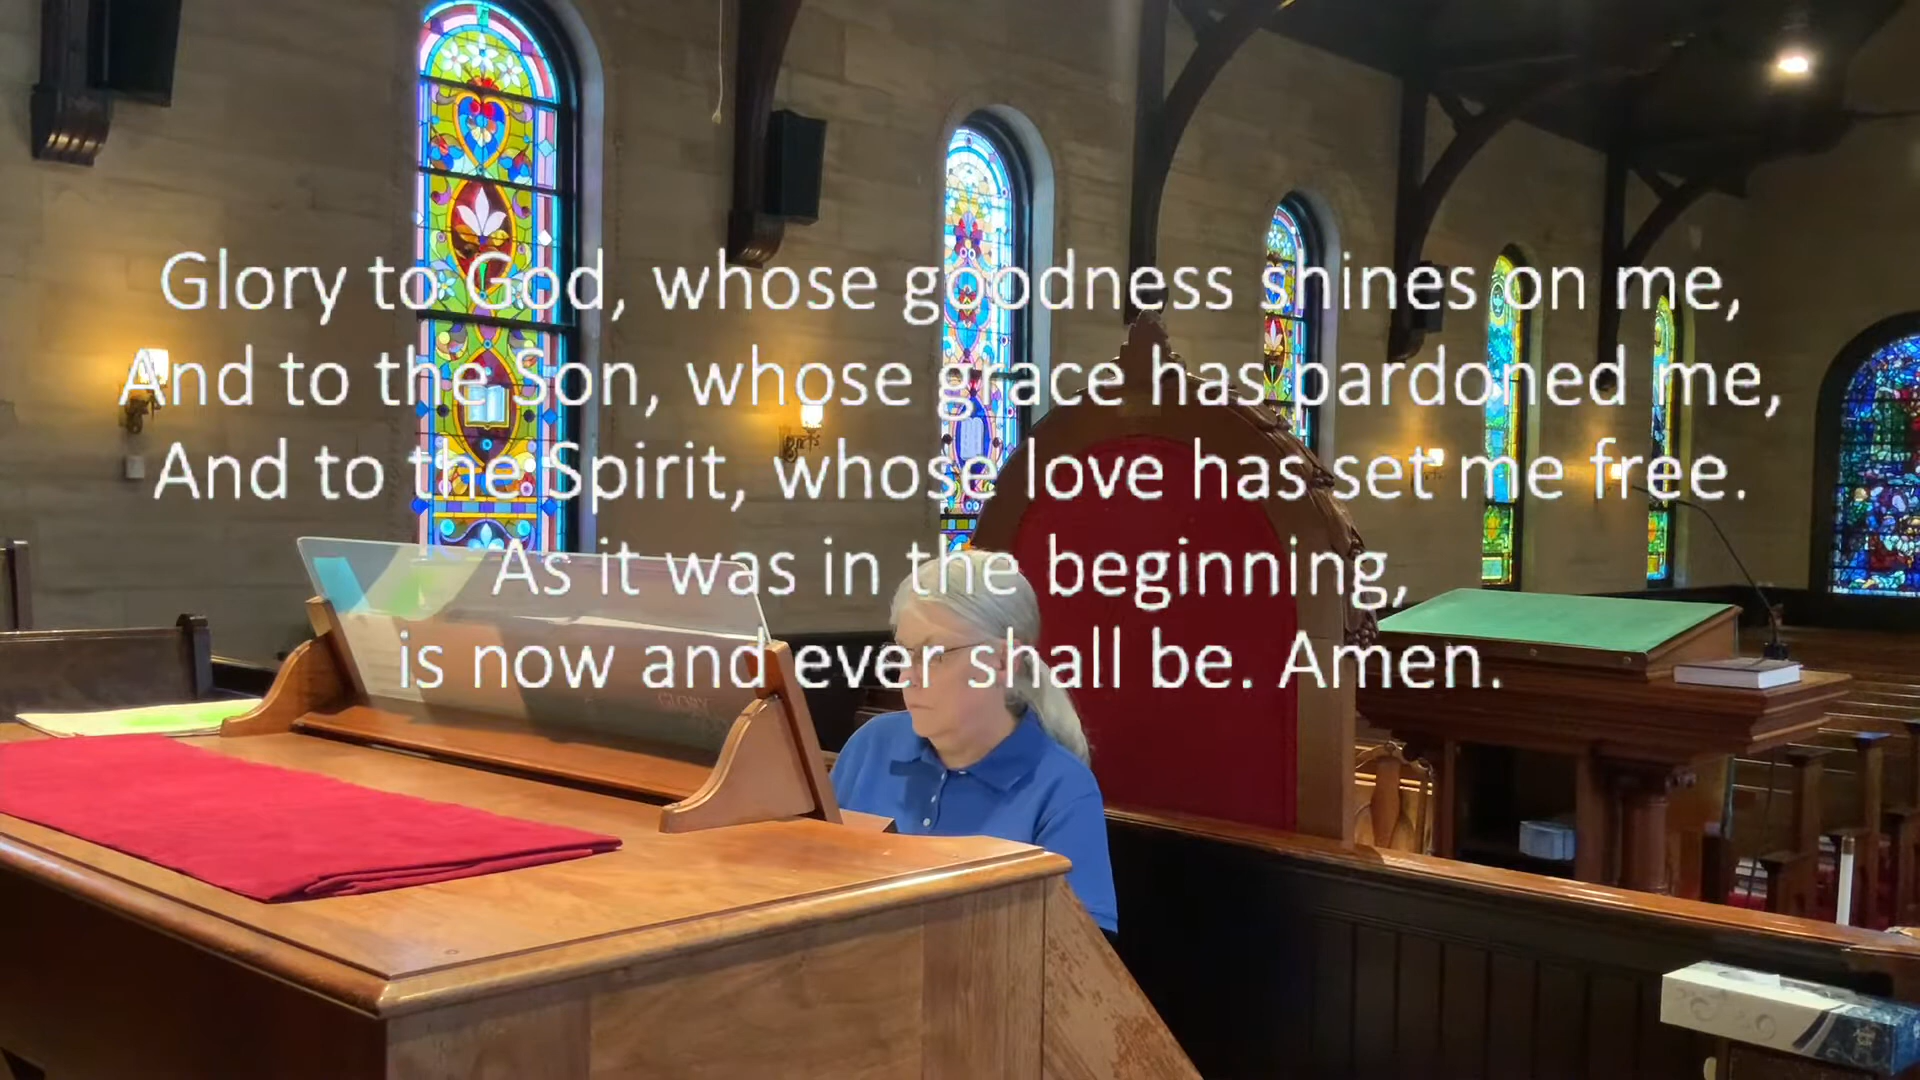 Glory to God, whose goodness shines on me,
And to the Son, whose grace has pardoned me,
And to the Spirit, whose love has set me free.
As it was in the beginning,
is now and ever shall be. Amen.
GLORY